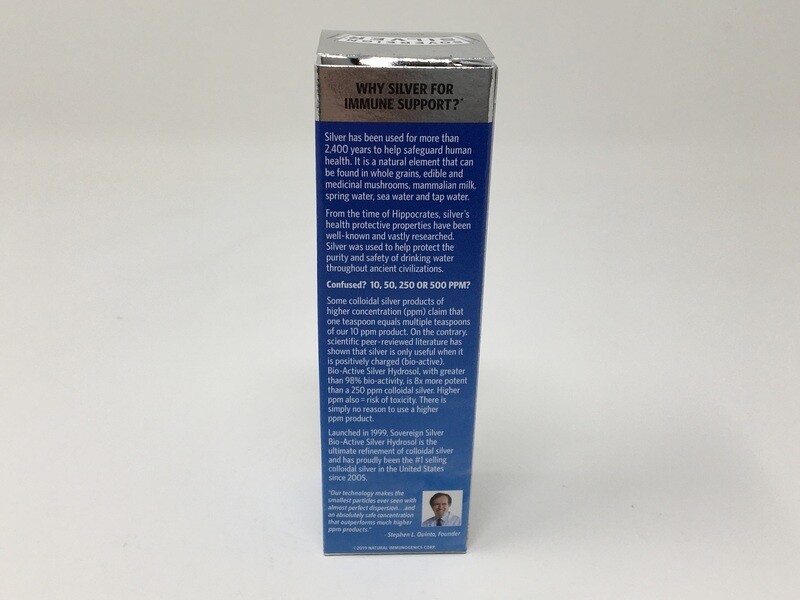 SOVEREIGN
SILVER
WHY SILVER FOR
IMMUNE SUPPORT?*
Silver has been used for more than
2,400 years to help safeguard human
health. It is a natural element that can
be found in whole grains, edible and
medicinal mushrooms, mammalian milk,
spring water, sea water and tap water.
From the time of Hippocrates, silver's
health protective properties have been
well-known and vastly researched.
Silver was used to help protect the
purity and safety of drinking water
throughout ancient civilizations.
Confused? 10, 50, 250 OR 500 PPM?
Some colloidal silver products of
higher concentration (ppm) claim that
one teaspoon equals multiple teaspoons
of our 10 ppm product. On the contrary,
scientific peer-reviewed literature has
shown that silver is only useful when it
is positively charged (bio-active).
Bio-Active Silver Hydrosol, with greater
than 98% bio-activity, is 8x more potent
than a 250 ppm colloidal silver. Higher
ppm also = risk of toxicity. There is
simply no reason to use a higher
ppm product.
Launched in 1999, Sovereign Silver
Bio-Active Silver Hydrosol is the
ultimate refinement of colloidal silver
and has proudly been the #1 selling
colloidal silver in the United States
since 2005.
"Our technology makes the
smallest particles ever seen with
almost perfect dispersion...and
an absolutely safe concentration
that outperforms much higher
ppm products."
- Stephen L. Quinto, Founder
©2019 NATURAL IMMUNOGENICS CORP.